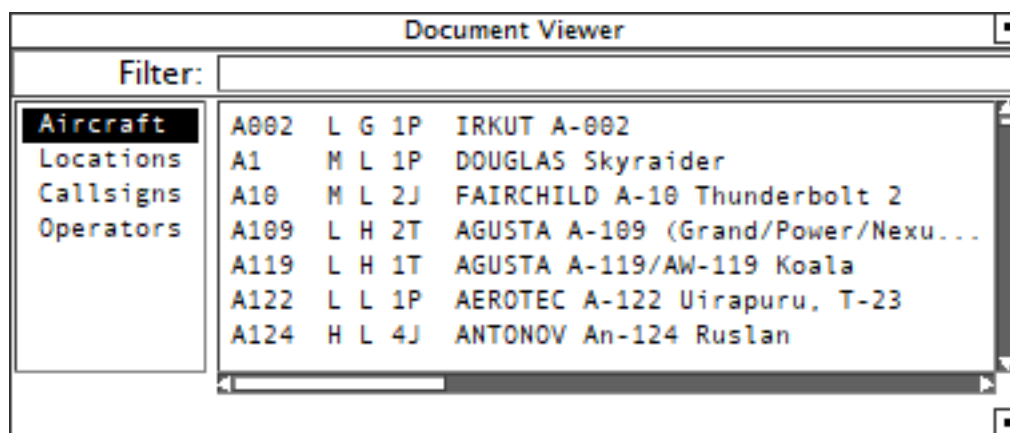 Document Viewer
Filter:
Aircraft
Locations
Callsigns
Operators
A002 L G 1P IRKUT A-002
A1 M L 1P DOUGLAS Skyraider
A10 M L 2J FAIRCHILD A-10 Thunderbolt 2
A109 L H 2T AGUSTA A-109 (Grand/Power/Nexu...
A119 L H 1T AGUSTA A-119/AW-119 Koala
A122 L L 1P AEROTEC A-122 Uirapuru, T-23
A124 H L 4J ANTONOV An-124 Ruslan